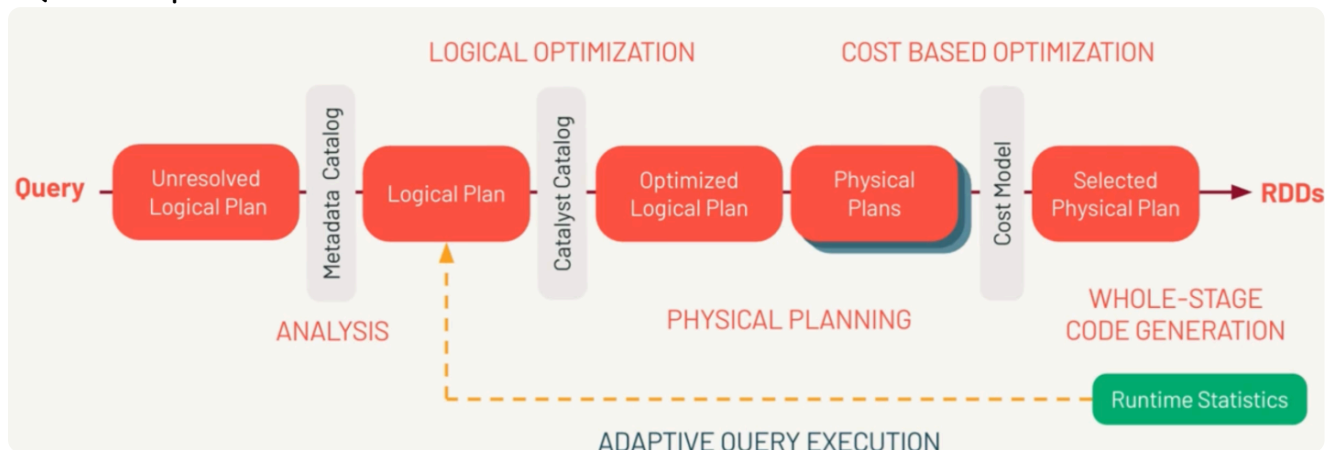 LOGICAL OPTIMIZATION
COST BASED OPTIMIZATION
Query
Unresolved
Logical Plan
Metadata Catalog
Logical Plan
Catalyst Catalog
Optimized
Logical Plan
Physical
Plans
Cost Model
Selected
Physical Plan
RDDs
ANALYSIS
PHYSICAL PLANNING
WHOLE-STAGE
CODE GENERATION
Runtime Statistics
ADAPTIVE QUERY EXECUTION